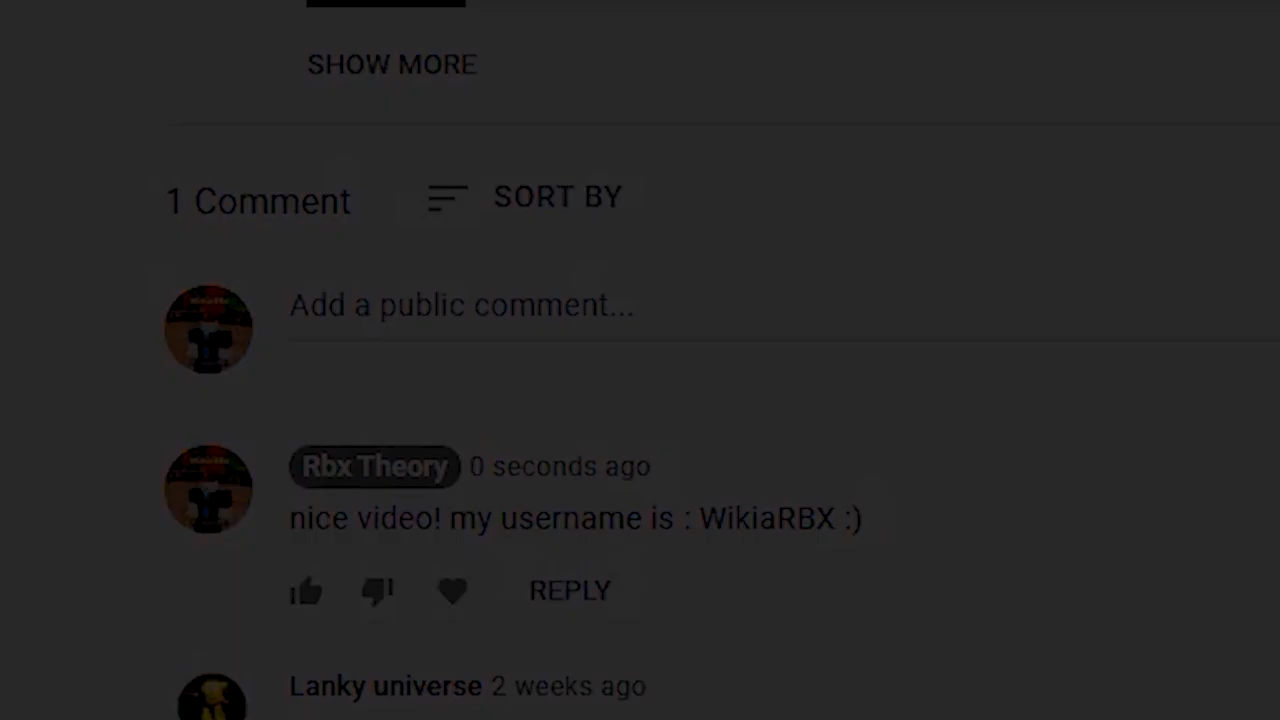 SHOW MORE
1 Comment
SORT BY
Add a public comment...
Rbx Theory 0 seconds ago
nice video! my username is : WikiaRBX :)
REPLY
Lanky universe 2 weeks ago